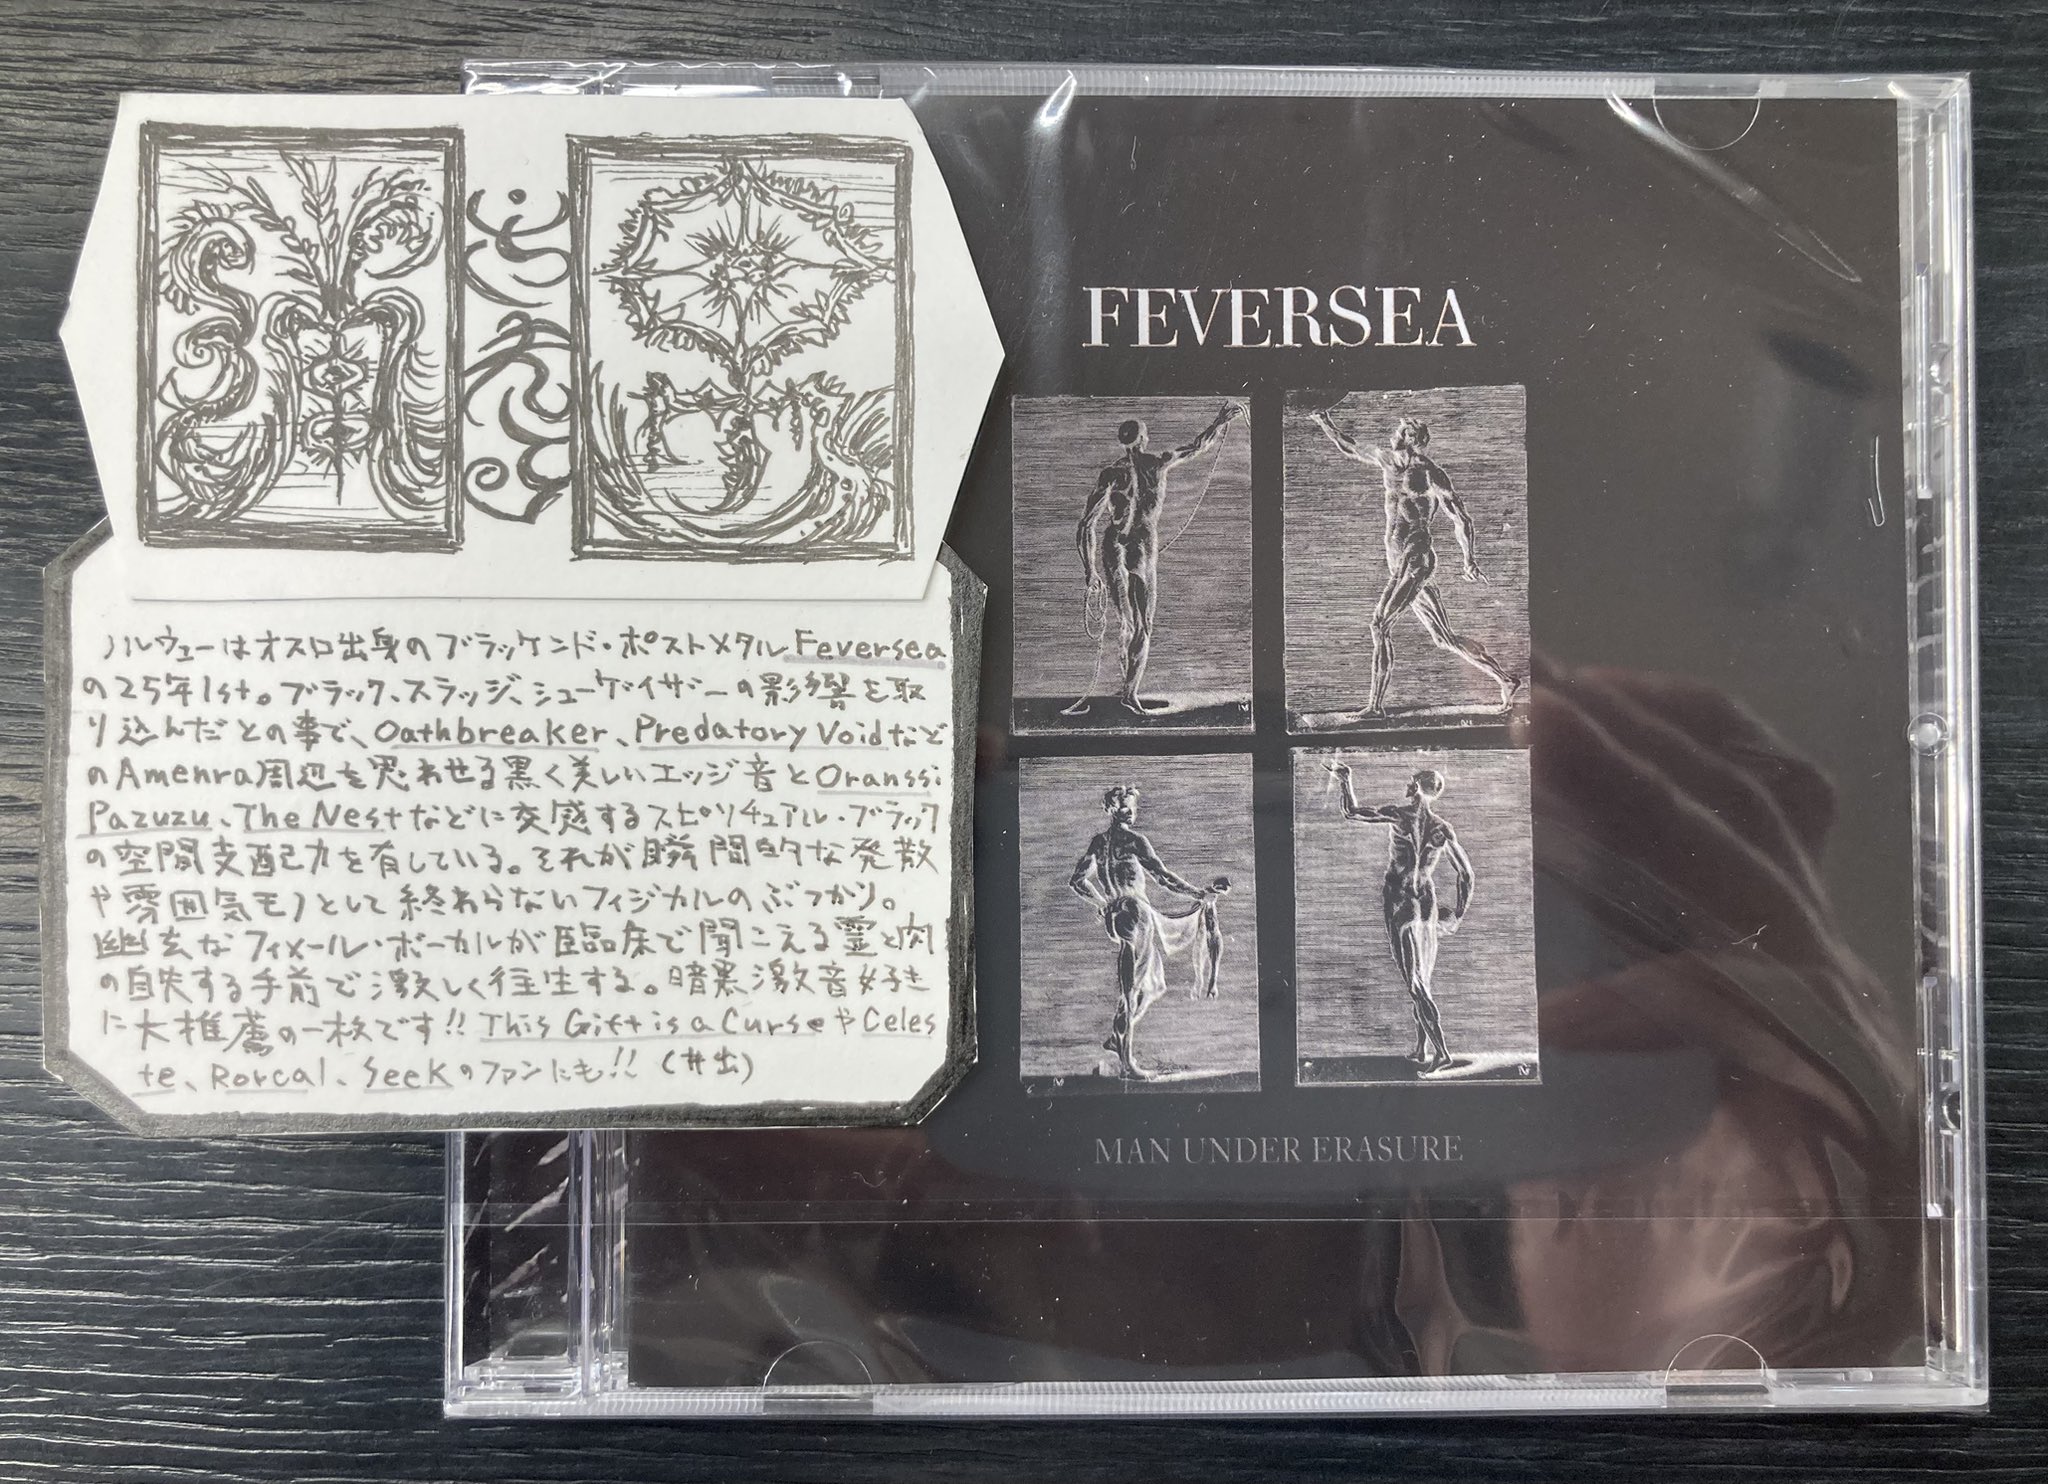 ノルウェーはオスロ出身のブラッケンド・ポストメタルFeversea
の25年1st。ブラック、スラッジ、シューゲイザーの影響を取
り込んだとの事で、Oathbreaker、Predatory Voidなど
のAmenra周辺を思わせる黒く美しいエッジ音とOranssi
Pazuzu、The Nestなどに交感するスピリチュアル・ブラック
の空間支配力を有している。それが瞬間的な発散
や雰囲気モノとして終わらないフィジカルのぶつかり。
幽玄なフィメール・ボーカルが臨床で聞こえる霊と肉
の自失する手前で激しく往生する。暗黒激音好き
に大推薦の一枚です!! This Gift is a CurseやCeles
te、Rorcal、Seekのファンにも!! (井出)
FEVERSEA
MAN UNDER ERASURE